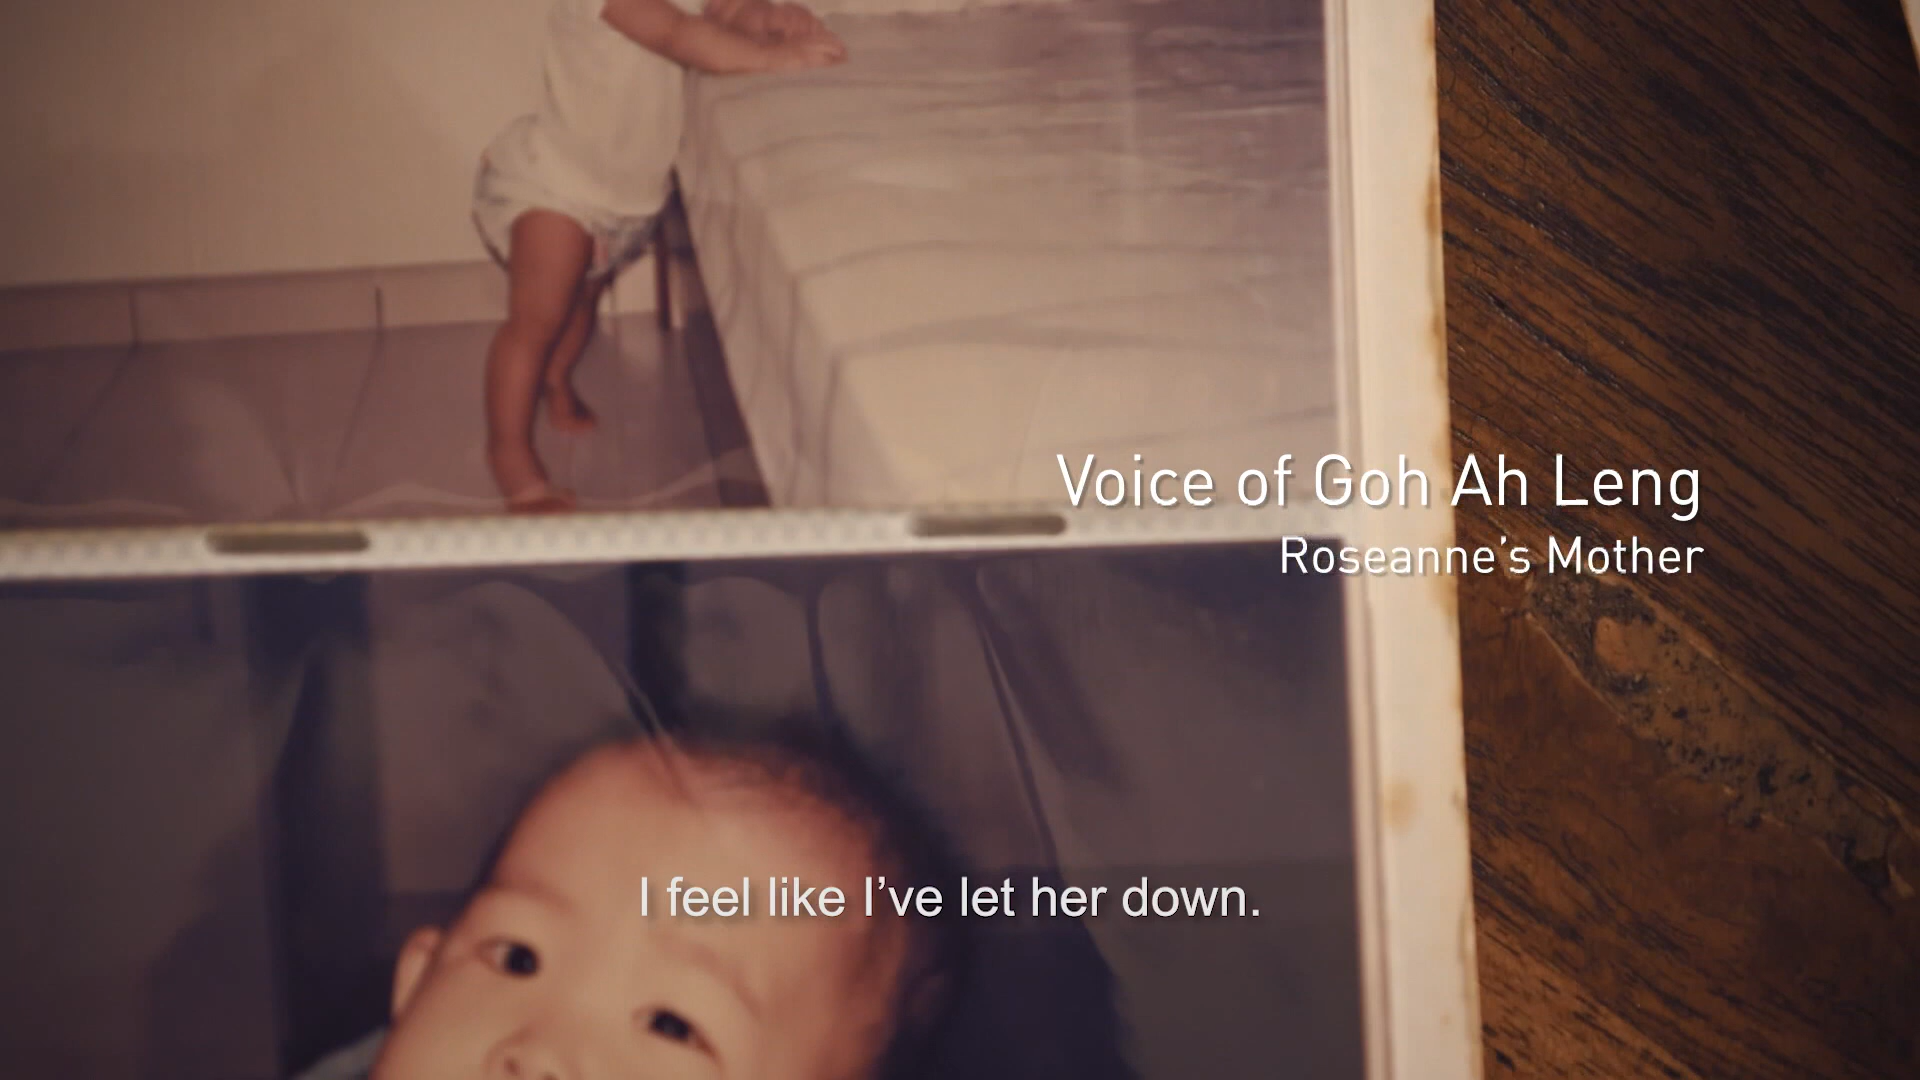 Voice of Goh Ah Leng
Roseanne’s Mother
I feel like I’ve let her down.